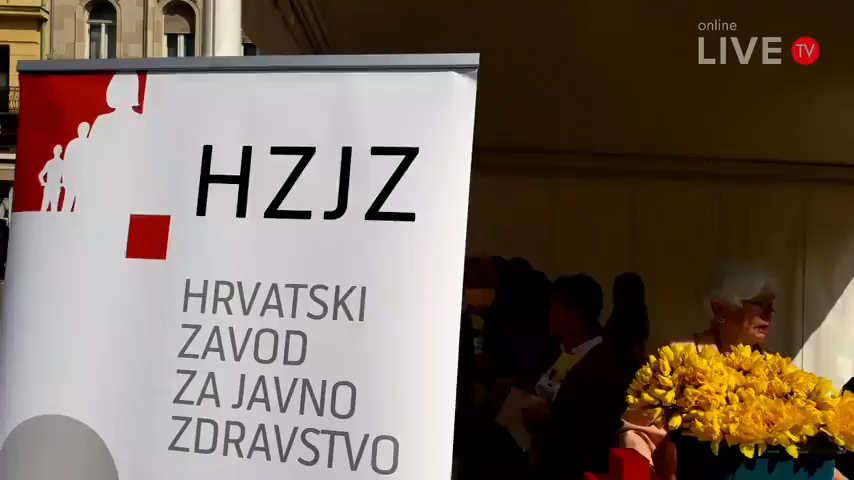 online
LIVE TV
HZJZ
HRVATSKI
ZAVOD
ZA JAVNO
ZDRAVSTVO